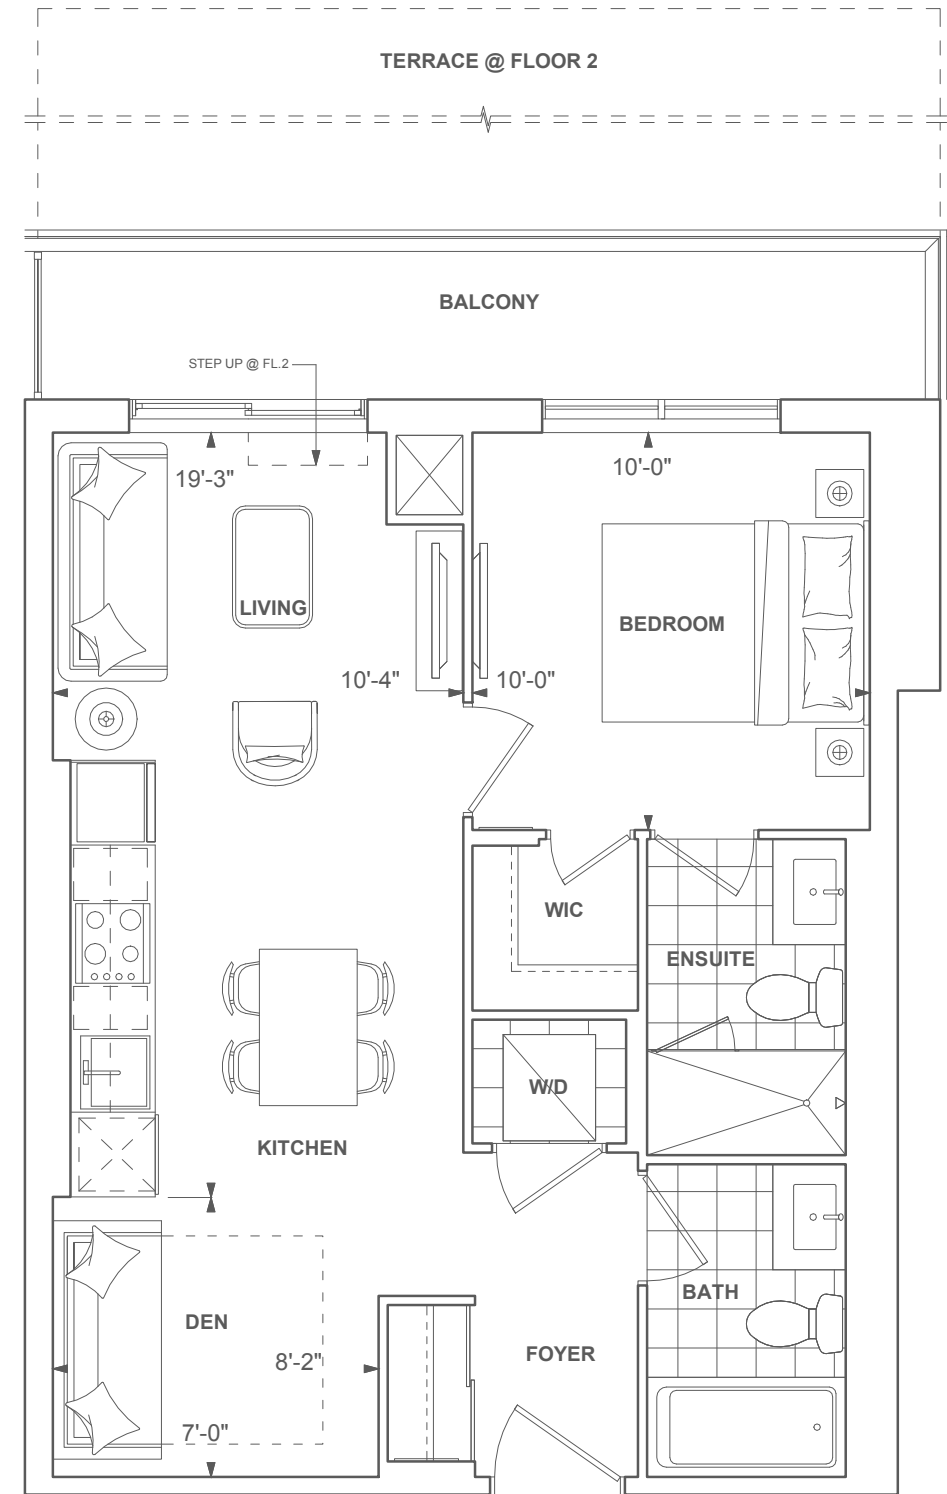 TERRACE @ FLOOR 2
BALCONY
STEP UP @ FL.2
19'-3"
10'-0"
LIVING
BEDROOM
10'-4"
10'-0"
WIC
ENSUITE
W/D
KITCHEN
BATH
DEN
FOYER
8'-2"
7'-0"